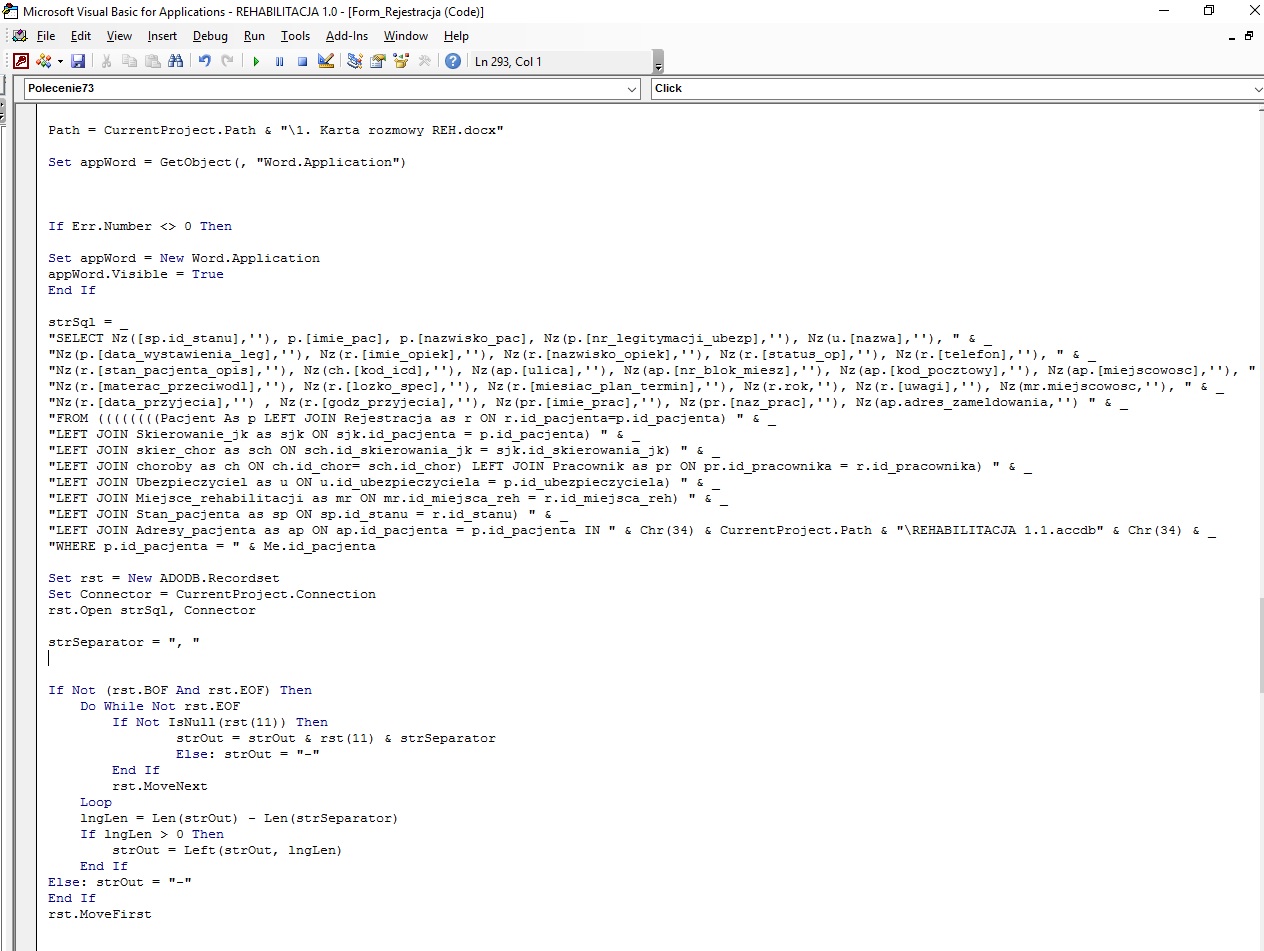 Microsoft Visual Basic for Applications - REHABILITACJA 1.0 - [Form_Rejestracja (Code)]
File Edit View Insert Debug Run Tools Add-Ins Window Help
Ln 293, Col 1
Polecenie73 Click
Path = CurrentProject.Path & "\1. Karta rozmowy REH.docx"
Set appWord = GetObject(, "Word.Application")
If Err.Number <> 0 Then
Set appWord = New Word.Application
appWord.Visible = True
End If
strSql = _
"SELECT Nz([sp.id_stanu],''), p.[imie_pac], p.[nazwisko_pac], Nz(p.[nr_legitymacji_ubezp],''), Nz(u.[nazwa],''), " & _
"Nz(p.[data_wystawienia_leg],''), Nz(r.[imie_opiek],''), Nz(r.[nazwisko_opiek],''), Nz(r.[status_op],''), Nz(r.[telefon],''), " & _
"Nz(r.[stan_pacjenta_opis],''), Nz(ch.[kod_icd],''), Nz(ap.[ulica],''), Nz(ap.[nr_blok_miesz],''), Nz(ap.[kod_pocztowy],''), Nz(ap.[miejscowosc],''), "
"Nz(r.[materac_przeciwodl],''), Nz(r.[lozko_spec],''), Nz(r.[miesiac_plan_termin],''), Nz(r.rok,''), Nz(r.[uwagi],''), Nz(mr.miejscowosc,''), " &
"Nz(r.[data_przyjecia],'') , Nz(r.[godz_przyjecia],''), Nz(pr.[imie_prac],''), Nz(pr.[naz_prac],''), Nz(ap.adres_zameldowania,'') " & _
"FROM ((((((((Pacjent As p LEFT JOIN Rejestracja as r ON r.id_pacjenta=p.id_pacjenta) " & _
"LEFT JOIN Skierowanie_jk as sjk ON sjk.id_pacjenta = p.id_pacjenta) " & _
"LEFT JOIN skier_chor as sch ON sch.id_skierowania_jk = sjk.id_skierowania_jk) " & _
"LEFT JOIN choroby as ch ON ch.id_chor= sch.id_chor) LEFT JOIN Pracownik as pr ON pr.id_pracownika = r.id_pracownika) " & _
"LEFT JOIN Ubezpieczyciel as u ON u.id_ubezpieczyciela = p.id_ubezpieczyciela) " & _
"LEFT JOIN Miejsce_rehabilitacji as mr ON mr.id_miejsca_reh = r.id_miejsca_reh) " & _
"LEFT JOIN Stan_pacjenta as sp ON sp.id_stanu = r.id_stanu) " & _
"LEFT JOIN Adresy_pacjenta as ap ON ap.id_pacjenta = p.id_pacjenta IN " & Chr(34) & CurrentProject.Path & "\REHABILITACJA 1.1.accdb" & Chr(34) & _
"WHERE p.id_pacjenta = " & Me.id_pacjenta
Set rst = New ADODB.Recordset
Set Connector = CurrentProject.Connection
rst.Open strSql, Connector
strSeparator = ", "
If Not (rst.BOF And rst.EOF) Then
Do While Not rst.EOF
If Not IsNull(rst(11)) Then
strOut = strOut & rst(11) & strSeparator
Else: strOut = "-"
End If
rst.MoveNext
Loop
lngLen = Len(strOut) - Len(strSeparator)
If lngLen > 0 Then
strOut = Left(strOut, lngLen)
End If
Else: strOut = "-"
End If
rst.MoveFirst